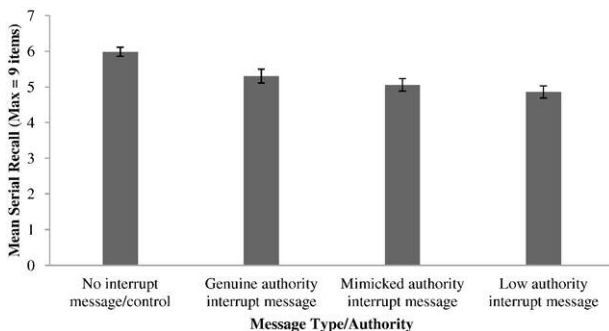 Mean Serial Recall (Max = 9 items)
7
6
5
4
3
2
1
0
No interrupt
message/control
Genuine authority
interrupt message
Mimicked authority
interrupt message
Low authority
interrupt message
Message Type/Authority